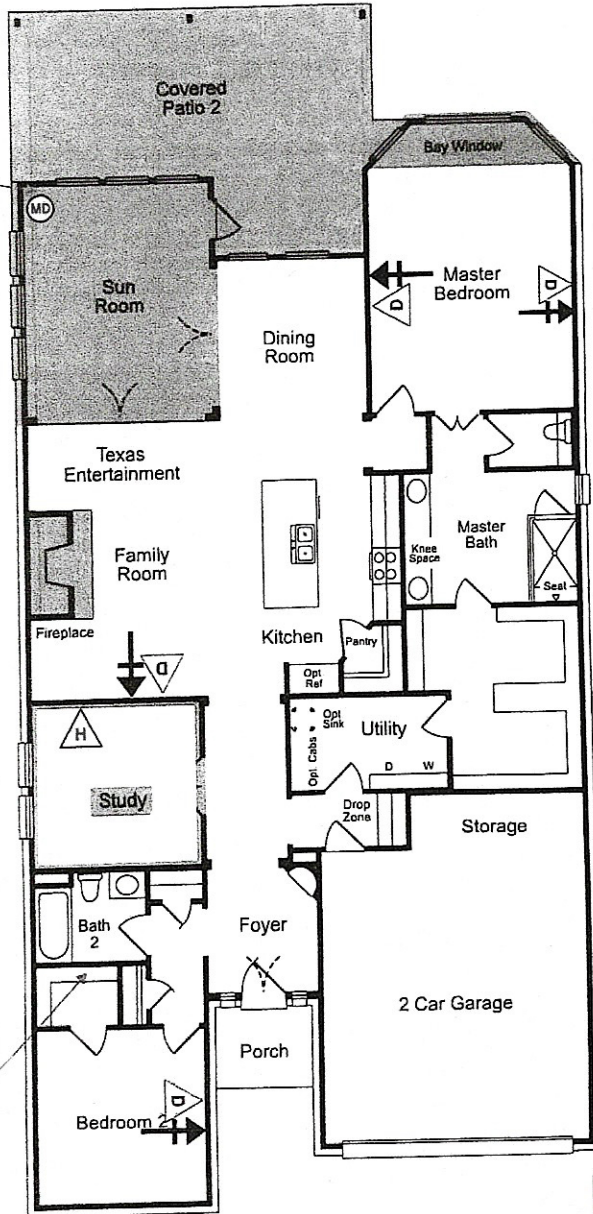 Covered
Patio 2
Bay Window
MD
Sun
Room
Master
Bedroom
D
D
Dining
Room
Texas
Entertainment
Family
Room
Fireplace
Knee
Space
Master
Bath
Seat
Kitchen
Pantry
Opt
Ref
D
H
Study
Opt
Sink
Opt. Cabs
Utility
D W
Drop
Zone
Storage
Bath
2
Foyer
2 Car Garage
Porch
D
Bedroom 2